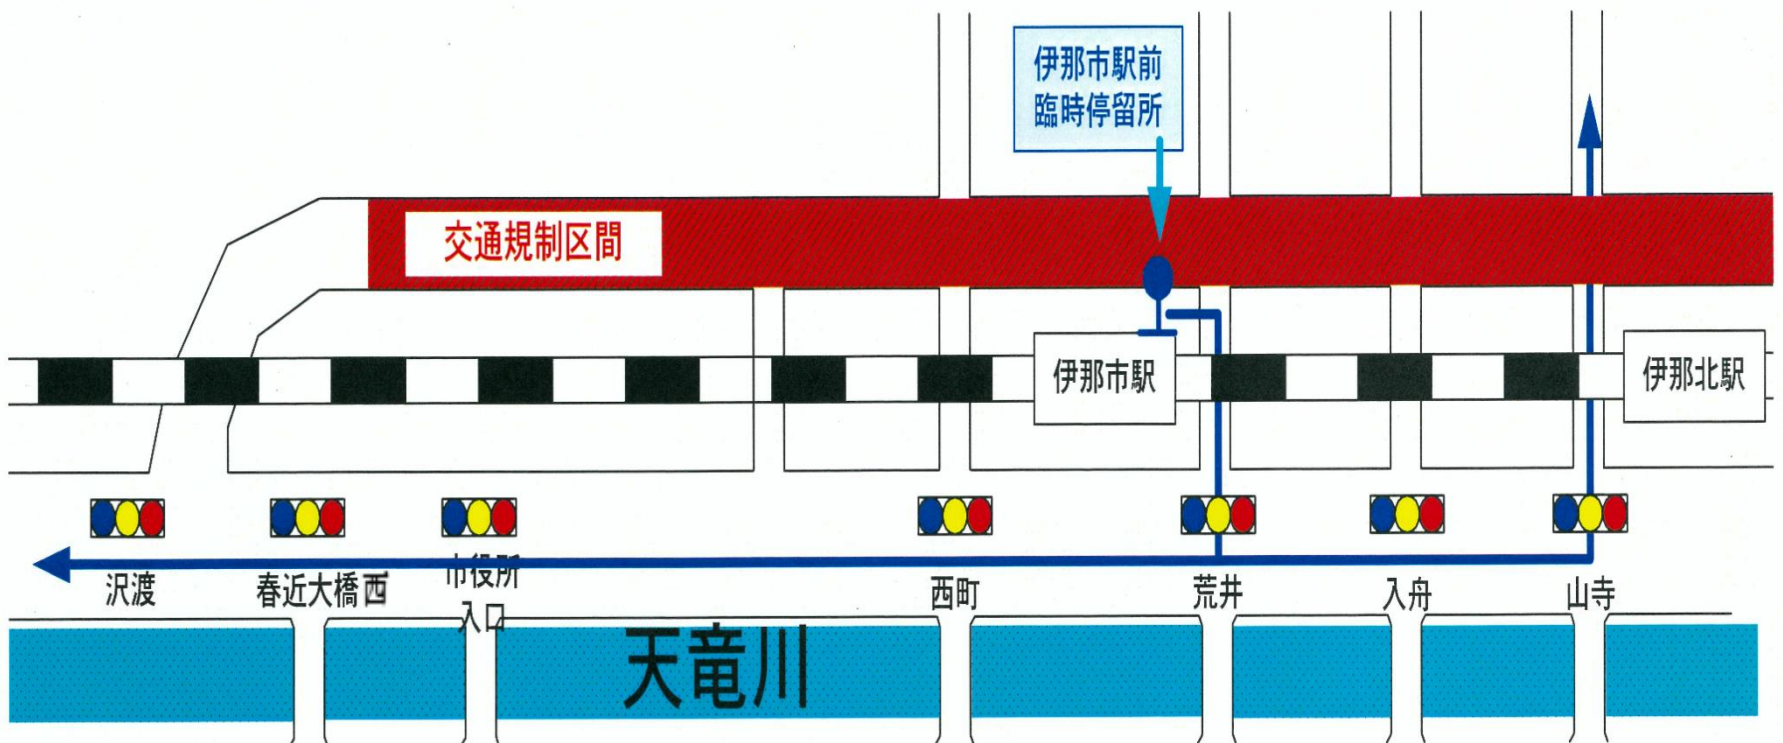 伊那市駅前
臨時停留所
交通規制区間
伊那市駅
伊那北駅
沢渡
春近大橋西
市役所
入口
西町
荒井
入舟
山寺
天竜川